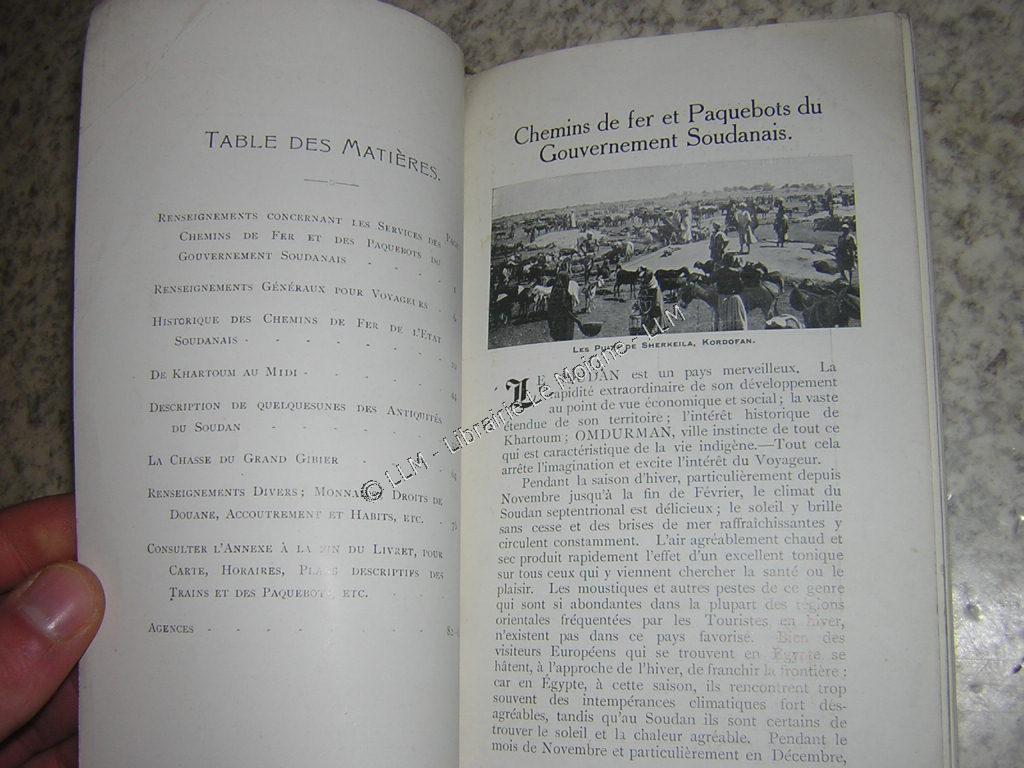 TABLE DES MATIÈRES.
PAGE
RENSEIGNEMENTS CONCERNANT LES SERVICES DES
CHEMINS DE FER ET DES PAQUEBOTS DU
GOUVERNEMENT SOUDANAIS - - - - 1
RENSEIGNEMENTS GÉNÉRAUX POUR VOYAGEURS - 6
HISTORIQUE DES CHEMINS DE FER DE L'ETAT
SOUDANAIS - - - - - - -
DE KHARTOUM AU MIDI - - - - - 44
DESCRIPTION DE QUELQUESUNES DES ANTIQUITÉS
DU SOUDAN - - - - - -
LA CHASSE DU GRAND GIBIER - - - - 64
RENSEIGNEMENTS DIVERS; MONNAIE, DROITS DE
DOUANE, ACCOUTREMENT ET HABITS, ETC. -
CONSULTER L'ANNEXE À LA FIN DU LIVRET, POUR
CARTE, HORAIRES, PLANS DESCRIPTIFS DES
TRAINS ET DES PAQUEBOTS, ETC. - - - -
AGENCES - - - - - - - -
Chemins de fer et Paquebots du
Gouvernement Soudanais.
LES PUITS DE SHERKEILA, KORDOFAN.
LE SOUDAN est un pays merveilleux. La
rapidité extraordinaire de son développement
au point de vue économique et social; la vaste
étendue de son territoire; l'intérêt historique de
Khartoum; OMDURMAN, ville instincte de tout ce
qui est caractéristique de la vie indigène.—Tout cela
arrête l'imagination et excite l'intérêt du Voyageur.
Pendant la saison d'hiver, particulièrement depuis
Novembre jusqu'à la fin de Février, le climat du
Soudan septentrional est délicieux; le soleil y brille
sans cesse et des brises de mer raffraichissantes y
circulent constamment. L'air agréablement chaud et
sec produit rapidement l'effet d'un excellent tonique
sur tous ceux qui y viennent chercher la santé ou le
plaisir. Les moustiques et autres pestes de ce genre
qui sont si abondantes dans la plupart des régions
orientales fréquentées par les Touristes en hiver,
n'existent pas dans ce pays favorisé. Bien des
visiteurs Européens qui se trouvent en Égypte se
hâtent, à l'approche de l'hiver, de franchir la frontière:
car en Égypte, à cette saison, ils rencontrent trop
souvent des intempérances climatiques fort dés-
agréables, tandis qu'au Soudan ils sont certains de
trouver le soleil et la chaleur agréable. Pendant le
mois de Novembre et particulièrement en Décembre,
© LLM - Librairie Le Moigne - LLM